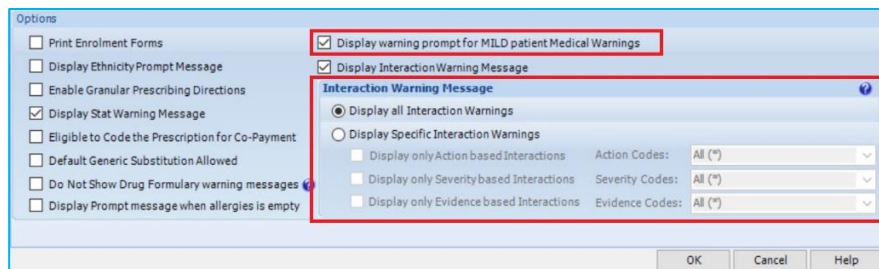 Options
Print Enrolment Forms
Display Ethnicity Prompt Message
Enable Granular Prescribing Directions
Display Stat Warning Message
Eligible to Code the Prescription for Co-Payment
Default Generic Substitution Allowed
Do Not Show Drug Formulary warning messages
Display Prompt message when allergies is empty
Display warning prompt for MILD patient Medical Warnings
Display Interaction Warning Message
Interaction Warning Message ?
Display all Interaction Warnings
Display Specific Interaction Warnings
Display only Action based Interactions Action Codes: All (*)
Display only Severity based Interactions Severity Codes: All (*)
Display only Evidence based Interactions Evidence Codes: All (*)
OK Cancel Help